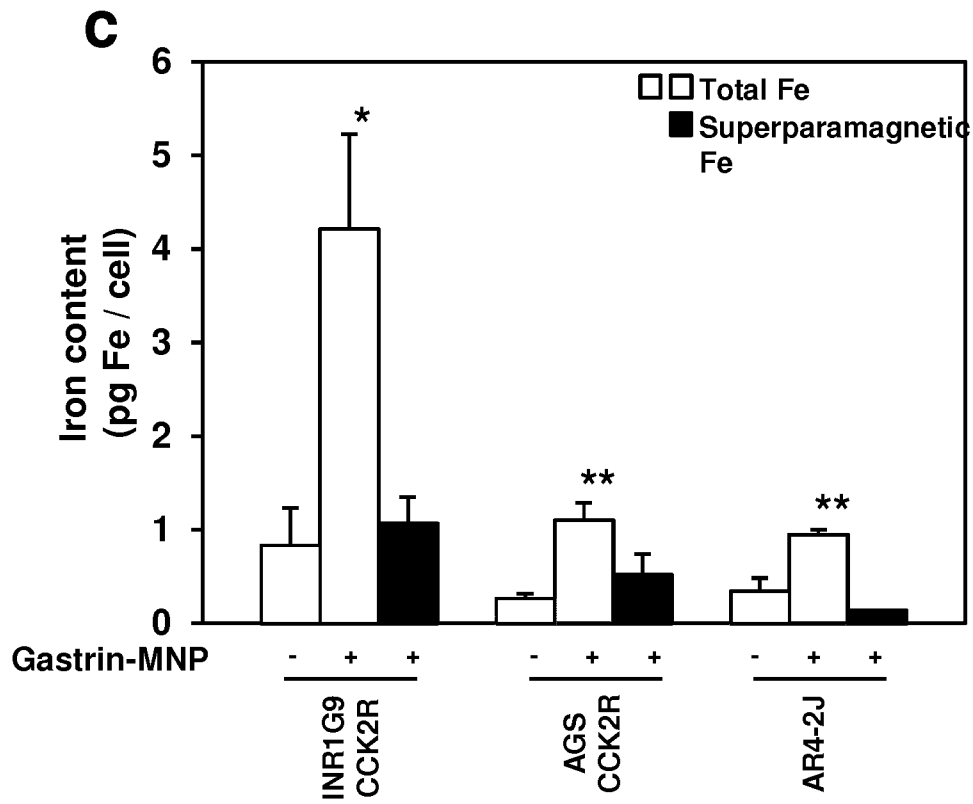 C
6
5
4
3
2
1
0
Iron content
(pg Fe / cell)
Total Fe
Superparamagnetic
Fe
*
**
**
Gastrin-MNP - + + - + + - + +
INR1G9
CCK2R
AGS
CCK2R
AR4-2J